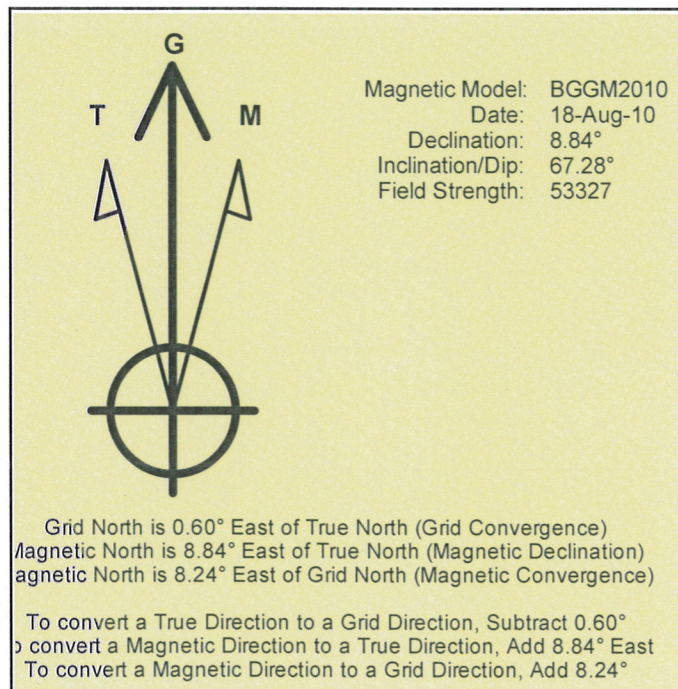 G
T M
Magnetic Model: BGGM2010
Date: 18-Aug-10
Declination: 8.84°
Inclination/Dip: 67.28°
Field Strength: 53327
Grid North is 0.60° East of True North (Grid Convergence)
Magnetic North is 8.84° East of True North (Magnetic Declination)
agnetic North is 8.24° East of Grid North (Magnetic Convergence)
To convert a True Direction to a Grid Direction, Subtract 0.60°
o convert a Magnetic Direction to a True Direction, Add 8.84° East
To convert a Magnetic Direction to a Grid Direction, Add 8.24°